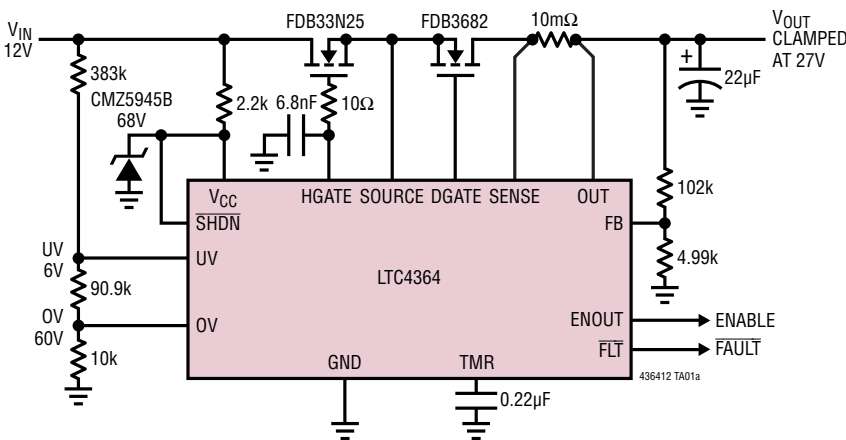 VIN
12V
FDB33N25
FDB3682
10mΩ
VOUT
CLAMPED
AT 27V
383k
CMZ5945B
68V
2.2k
6.8nF
10Ω
+
22µF
VCC
HGATE
SOURCE
DGATE
SENSE
OUT
SHDN
FB
102k
4.99k
UV
6V
UV
90.9k
LTC4364
OV
60V
OV
10k
ENOUT
ENABLE
FLT
FAULT
GND
TMR
436412 TA01a
0.22µF